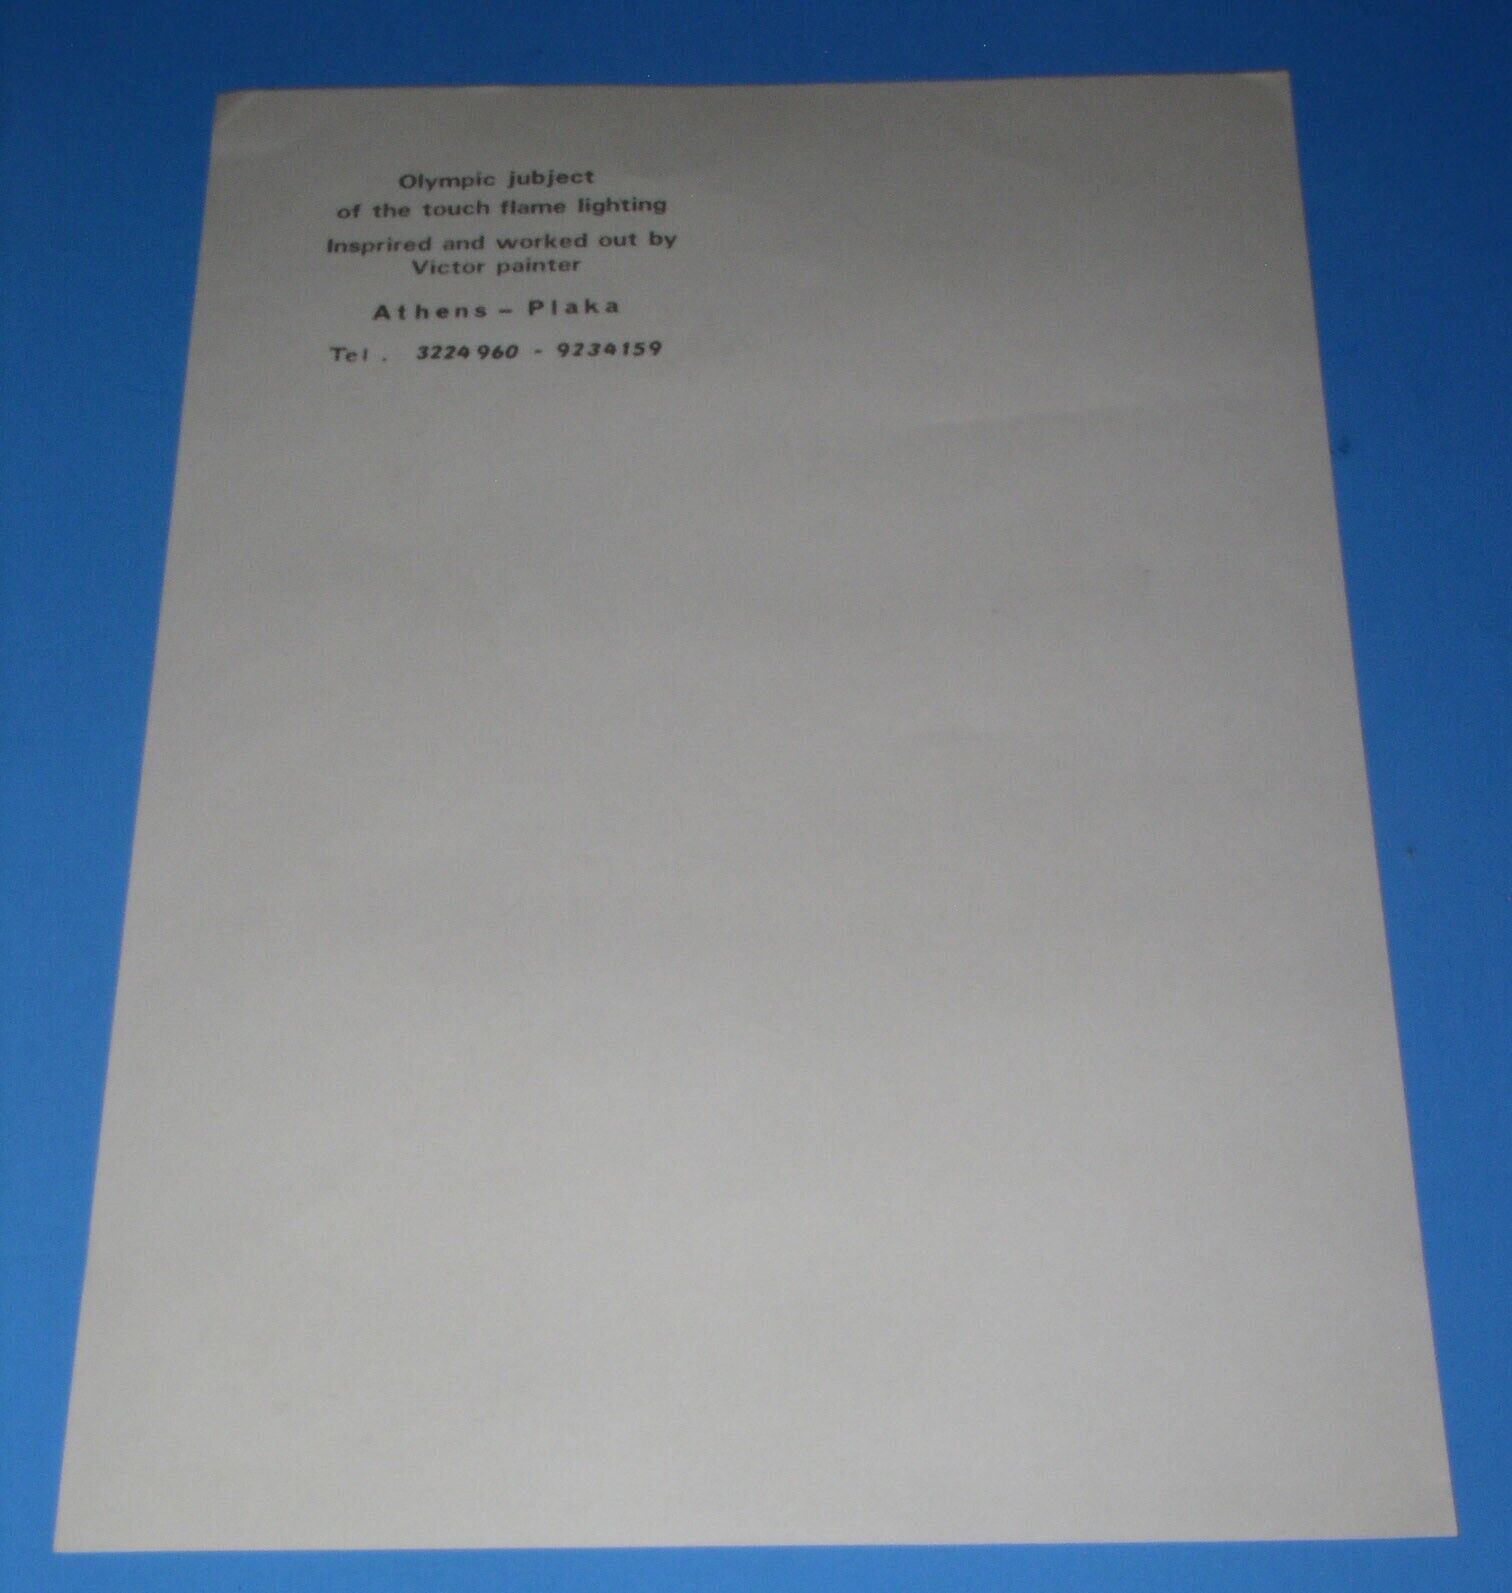 Olympic jubject
of the touch flame lighting
Insprired and worked out by
Victor painter
Athens – Plaka
Tel . 3224960 - 9234159